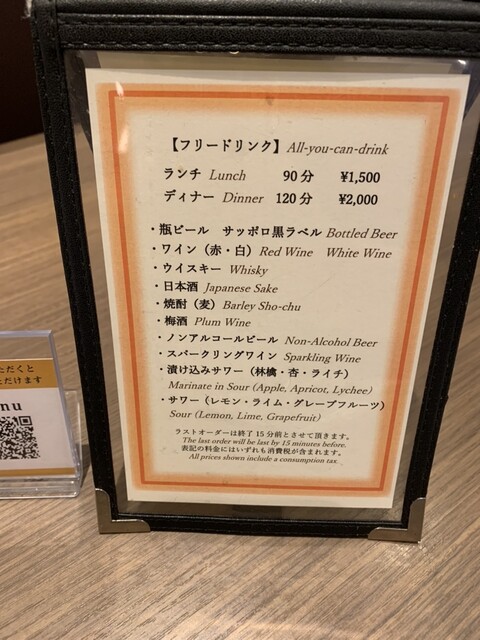 【フリードリンク】 All-you-can-drink
ランチ Lunch 90分 ¥1,500
ディナー Dinner 120分 ¥2,000
・瓶ビール サッポロ黒ラベル Bottled Beer
・ワイン（赤・白） Red Wine White Wine
・ウイスキー Whisky
・日本酒 Japanese Sake
・焼酎（麦） Barley Sho-chu
・梅酒 Plum Wine
・ノンアルコールビール Non-Alcohol Beer
・スパークリングワイン Sparkling Wine
・漬け込みサワー（林檎・杏・ライチ）
Marinate in Sour (Apple, Apricot, Lychee)
・サワー（レモン・ライム・グレープフルーツ）
Sour (Lemon, Lime, Grapefruit)
ラストオーダーは終了15分前とさせて頂きます。
The last order will be last by 15 minutes before.
表記の料金にはいずれも消費税が含まれます。
All prices shown include a consumption tax.
ただくと
ただけます
nu